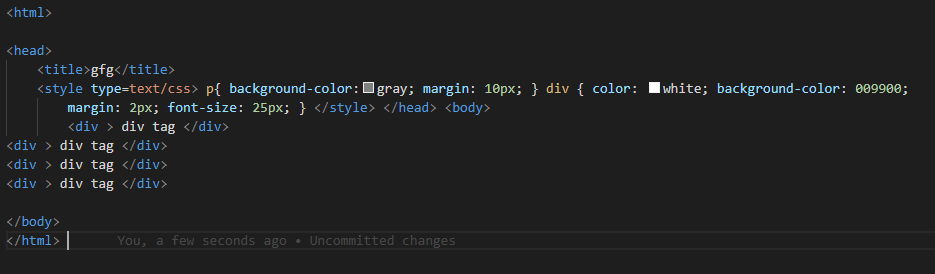 <html>
<head>
<title>gfg</title>
<style type=text/css> p{ background-color: gray; margin: 10px; } div { color: white; background-color: 009900;
margin: 2px; font-size: 25px; } </style> </head> <body>
<div > div tag </div>
<div > div tag </div>
<div > div tag </div>
<div > div tag </div>
</body>
</html> You, a few seconds ago • Uncommitted changes